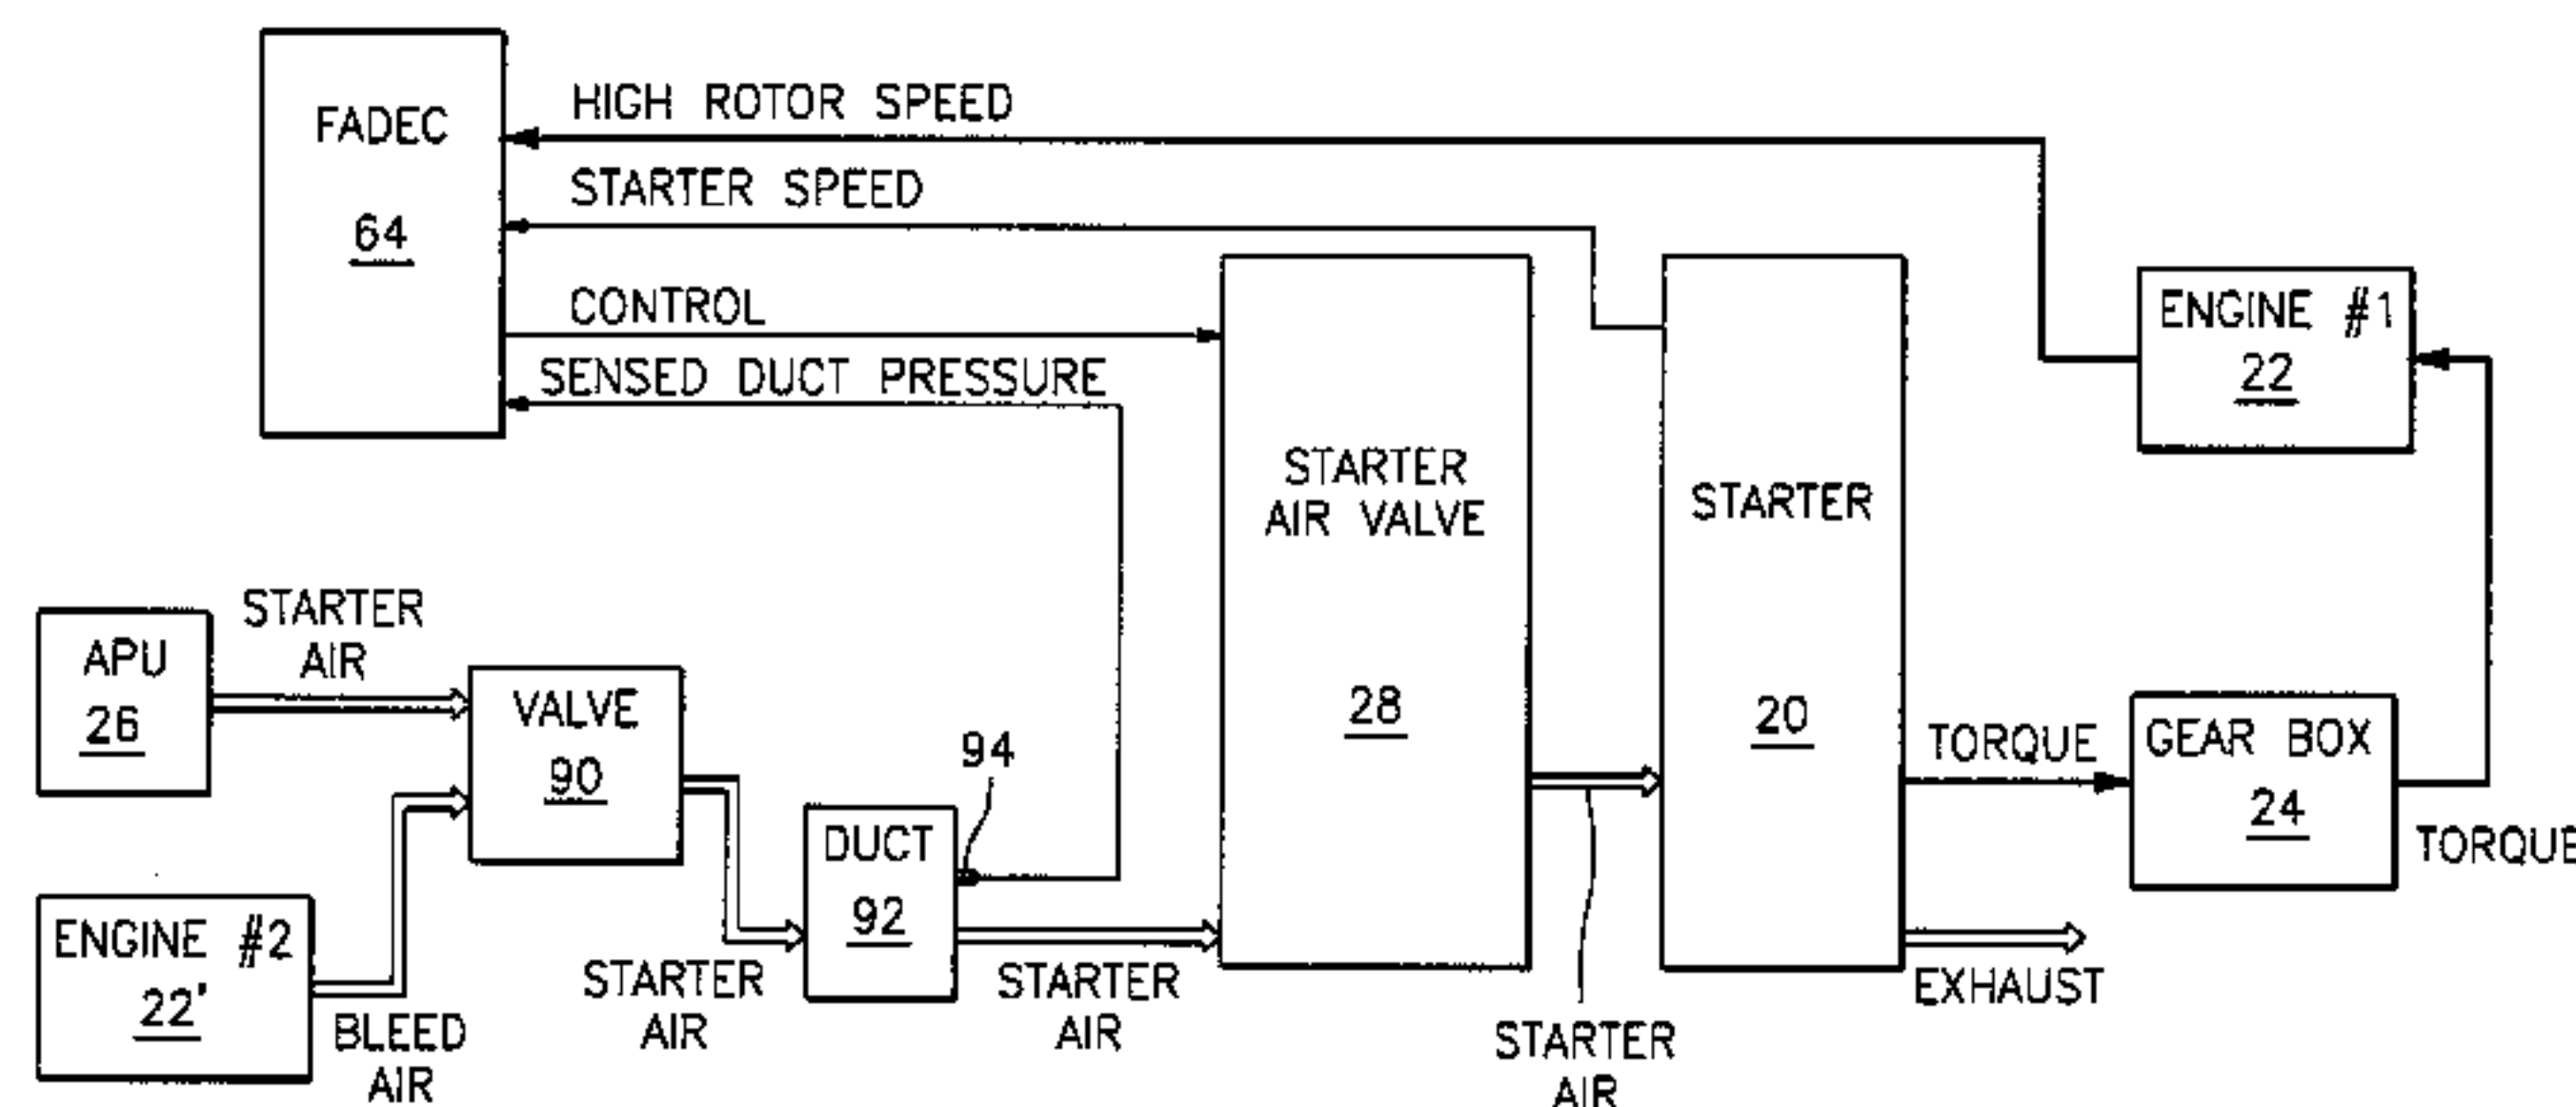 FADEC
64
HIGH ROTOR SPEED
STARTER SPEED
CONTROL
SENSED DUCT PRESSURE
STARTER
AIR VALVE
28
STARTER
20
ENGINE #1
22
APU
26
STARTER
AIR
VALVE
90
94
DUCT
92
TORQUE
GEAR BOX
24
TORQUE
ENGINE #2
22'
BLEED
AIR
STARTER
AIR
STARTER
AIR
STARTER
AIR
EXHAUST